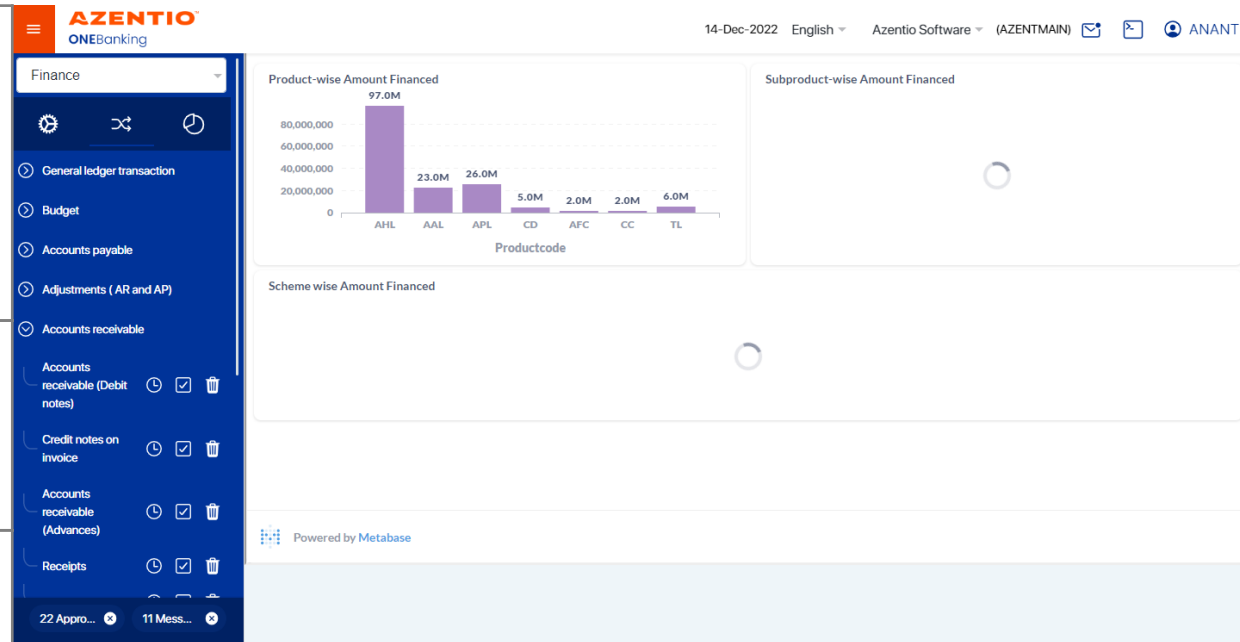 AZENTIO™
ONEBanking
14-Dec-2022 English Azentio Software (AZENTMAIN) ANANT
Finance
General ledger transaction
Budget
Accounts payable
Adjustments ( AR and AP)
Accounts receivable
Accounts
receivable (Debit
notes)
Credit notes on
invoice
Accounts
receivable
(Advances)
Receipts
22 Appro...
11 Mess...
Product-wise Amount Financed
97.0M
80,000,000
60,000,000
40,000,000
20,000,000
0
23.0M
26.0M
5.0M
2.0M
2.0M
6.0M
AHL AAL APL CD AFC CC TL
Productcode
Subproduct-wise Amount Financed
Scheme wise Amount Financed
Powered by Metabase